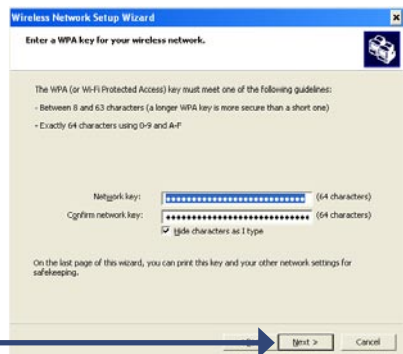 Wireless Network Setup Wizard
Enter a WPA key for your wireless network.
The WPA (or Wi-Fi Protected Access) key must meet one of the following guidelines:
- Between 8 and 63 characters (a longer WPA key is more secure than a short one)
- Exactly 64 characters using 0-9 and A-F
Network key: (64 characters)
Confirm network key: (64 characters)
Hide characters as I type
On the last page of this wizard, you can print this key and your other network settings for
safekeeping.
Next > Cancel